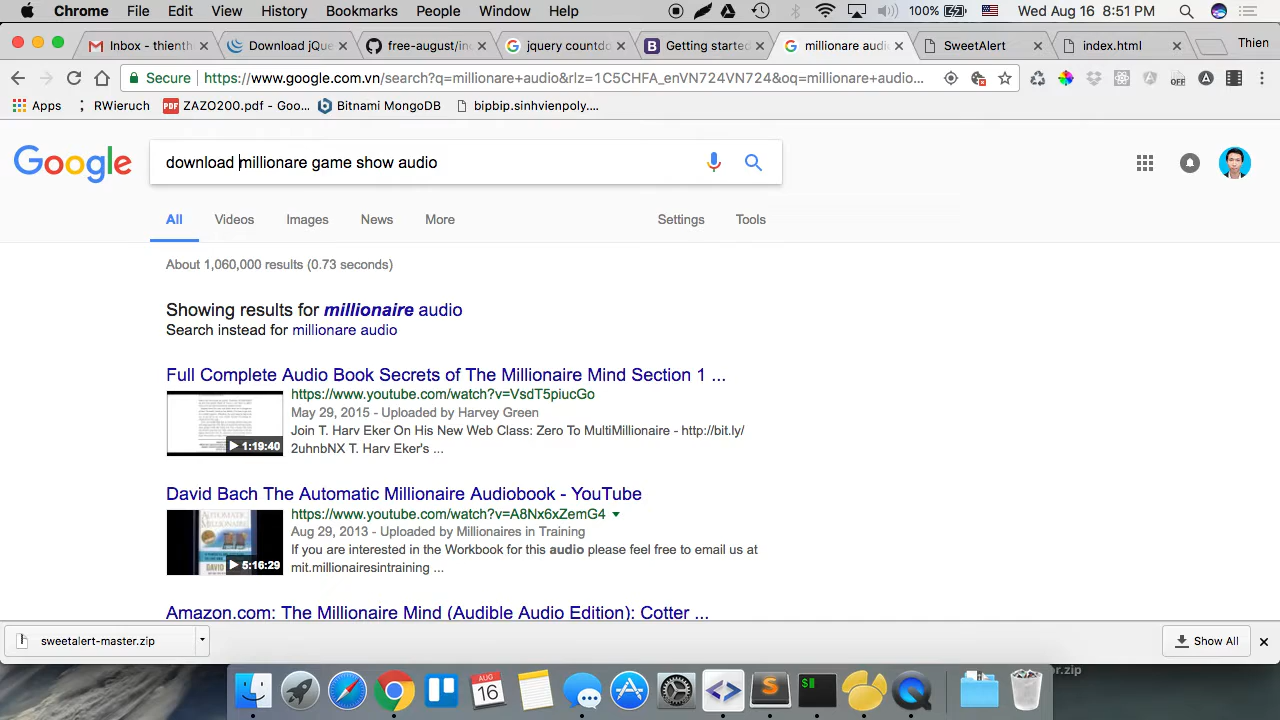 Chrome File Edit View History Bookmarks People Window Help 100% Wed Aug 16 8:51 PM
Inbox - thienth Download jQue free-august/inc jquery countdo Getting started millionare audi SweetAlert index.html Thien
Secure https://www.google.com.vn/search?q=millionare+audio&rlz=1C5CHFA_enVN724VN724&oq=millionare+audio...
Apps RWieruch ZAZO200.pdf - Goo... Bitnami MongoDB bipbip.sinhvienpoly....
Google download millionare game show audio
All Videos Images News More Settings Tools
About 1,060,000 results (0.73 seconds)
Showing results for millionaire audio
Search instead for millionare audio
Full Complete Audio Book Secrets of The Millionaire Mind Section 1 ...
https://www.youtube.com/watch?v=VsdT5piucGo
May 29, 2015 - Uploaded by Harvey Green
Join T. Harv Eker On His New Web Class: Zero To MultiMillionaire - http://bit.ly/
1:19:40 2uhnbNX T. Harv Eker's ...
David Bach The Automatic Millionaire Audiobook - YouTube
https://www.youtube.com/watch?v=A8Nx6xZemG4
Aug 29, 2013 - Uploaded by Millionaires in Training
If you are interested in the Workbook for this audio please feel free to email us at
5:16:29 mit.millionairesintraining ...
Amazon.com: The Millionaire Mind (Audible Audio Edition): Cotter ...
sweetalert-master.zip Show All
AUG
16